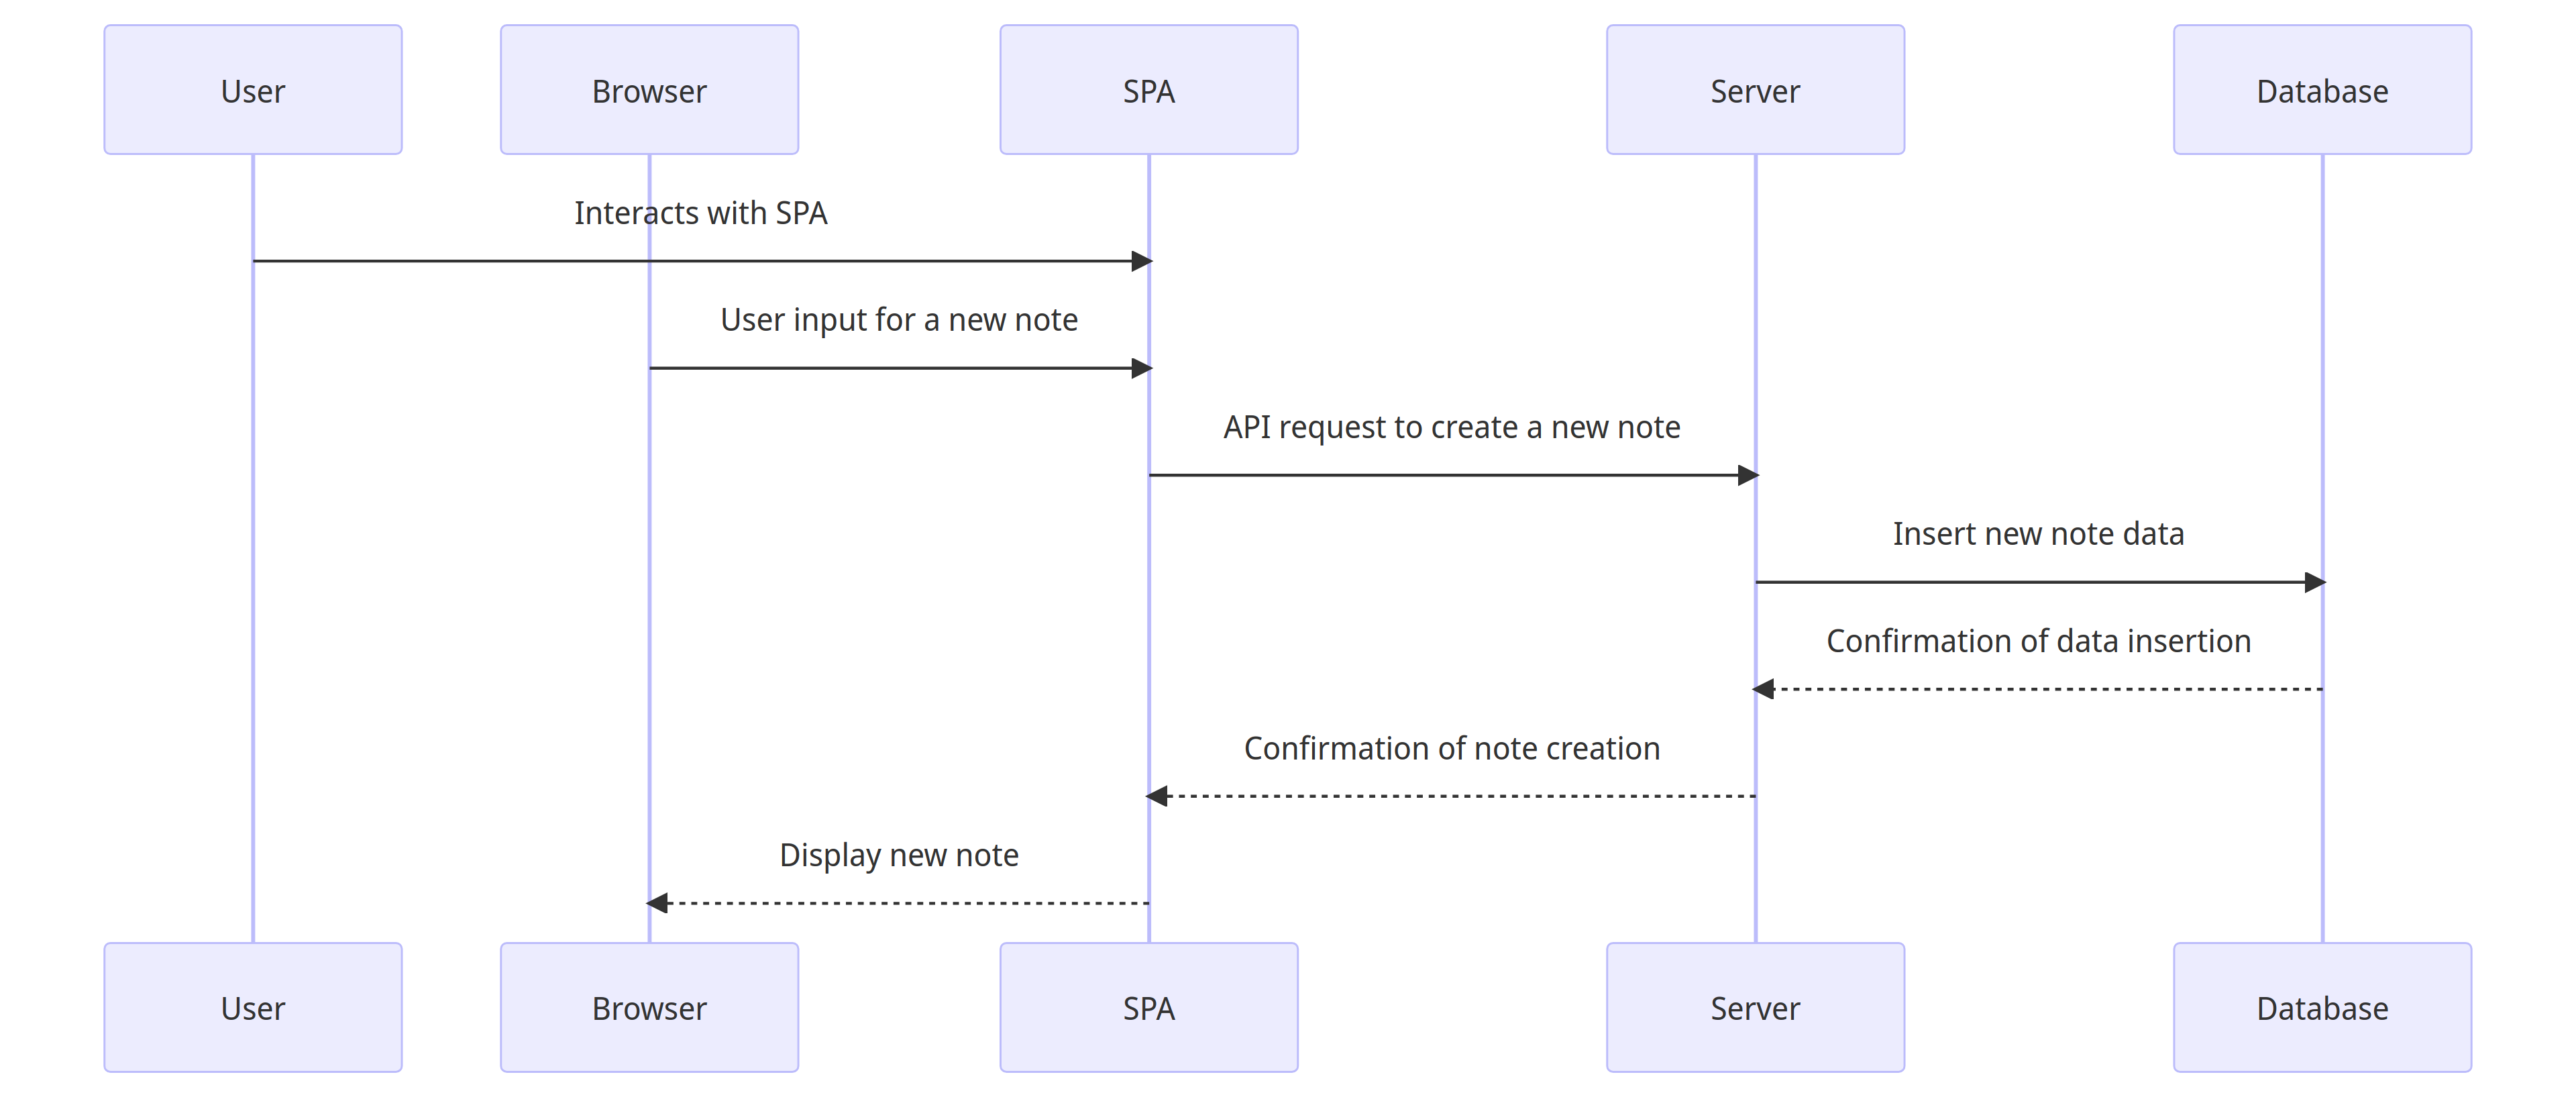 User
Browser
SPA
Server
Database
Interacts with SPA
User input for a new note
API request to create a new note
Insert new note data
Confirmation of data insertion
Confirmation of note creation
Display new note
User
Browser
SPA
Server
Database